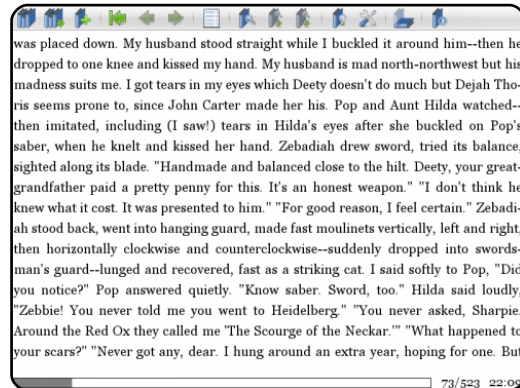 was placed down. My husband stood straight while I buckled it around him--then he
dropped to one knee and kissed my hand. My husband is mad north-northwest but his
madness suits me. I got tears in my eyes which Deety doesn't do much but Dejah Tho-
ris seems prone to, since John Carter made her his. Pop and Aunt Hilda watched--
then imitated, including (I saw!) tears in Hilda's eyes after she buckled on Pop's
saber, when he knelt and kissed her hand. Zebadiah drew sword, tried its balance,
sighted along its blade. "Handmade and balanced close to the hilt. Deety, your great-
grandfather paid a pretty penny for this. It's an honest weapon." "I don't think he
knew what it cost. It was presented to him." "For good reason, I feel certain." Zebadi-
ah stood back, went into hanging guard, made fast moulinets vertically, left and right,
then horizontally clockwise and counterclockwise--suddenly dropped into swords-
man's guard--lunged and recovered, fast as a striking cat. I said softly to Pop, "Did
you notice?" Pop answered quietly. "Know saber. Sword, too." Hilda said loudly,
"Zebbie! You never told me you went to Heidelberg." "You never asked, Sharpie.
Around the Red Ox they called me 'The Scourge of the Neckar.'" "What happened to
your scars?" "Never got any, dear. I hung around an extra year, hoping for one. But
73/523 22:09